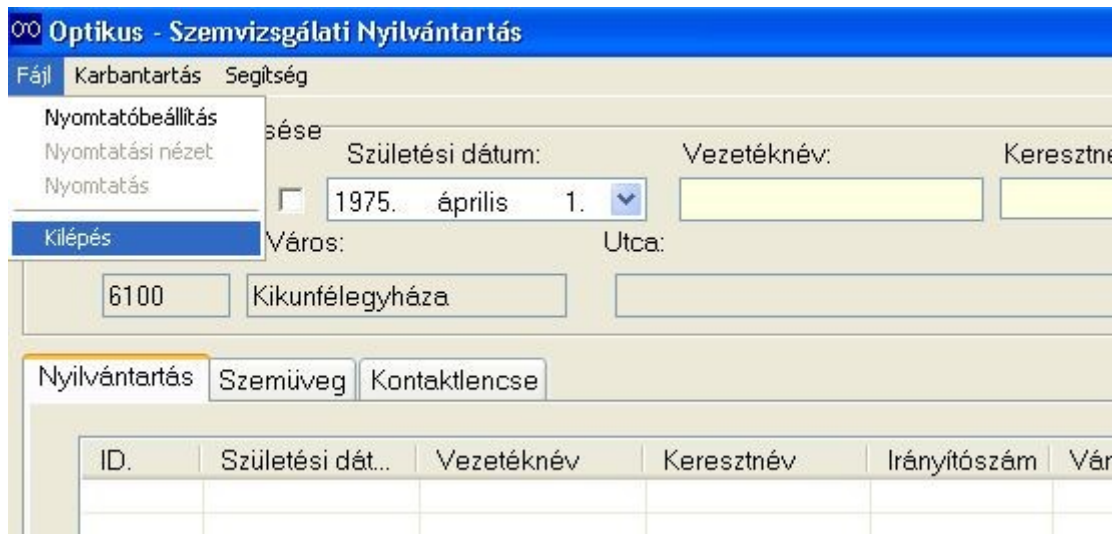 Optikus - Szemvizsgálati Nyilvántartás
Fájl Karbantartás Segítség
Nyomtatóbeállítás
Nyomtatási nézet
Nyomtatás
Kilépés
Születési dátum: Vezetéknév:
1975. április 1.
Város: Utca:
6100 Kikunfélegyháza
Nyilvántartás Szemüveg Kontaktlencse
ID. Születési dát... Vezetéknév Keresztnév Irányítószám